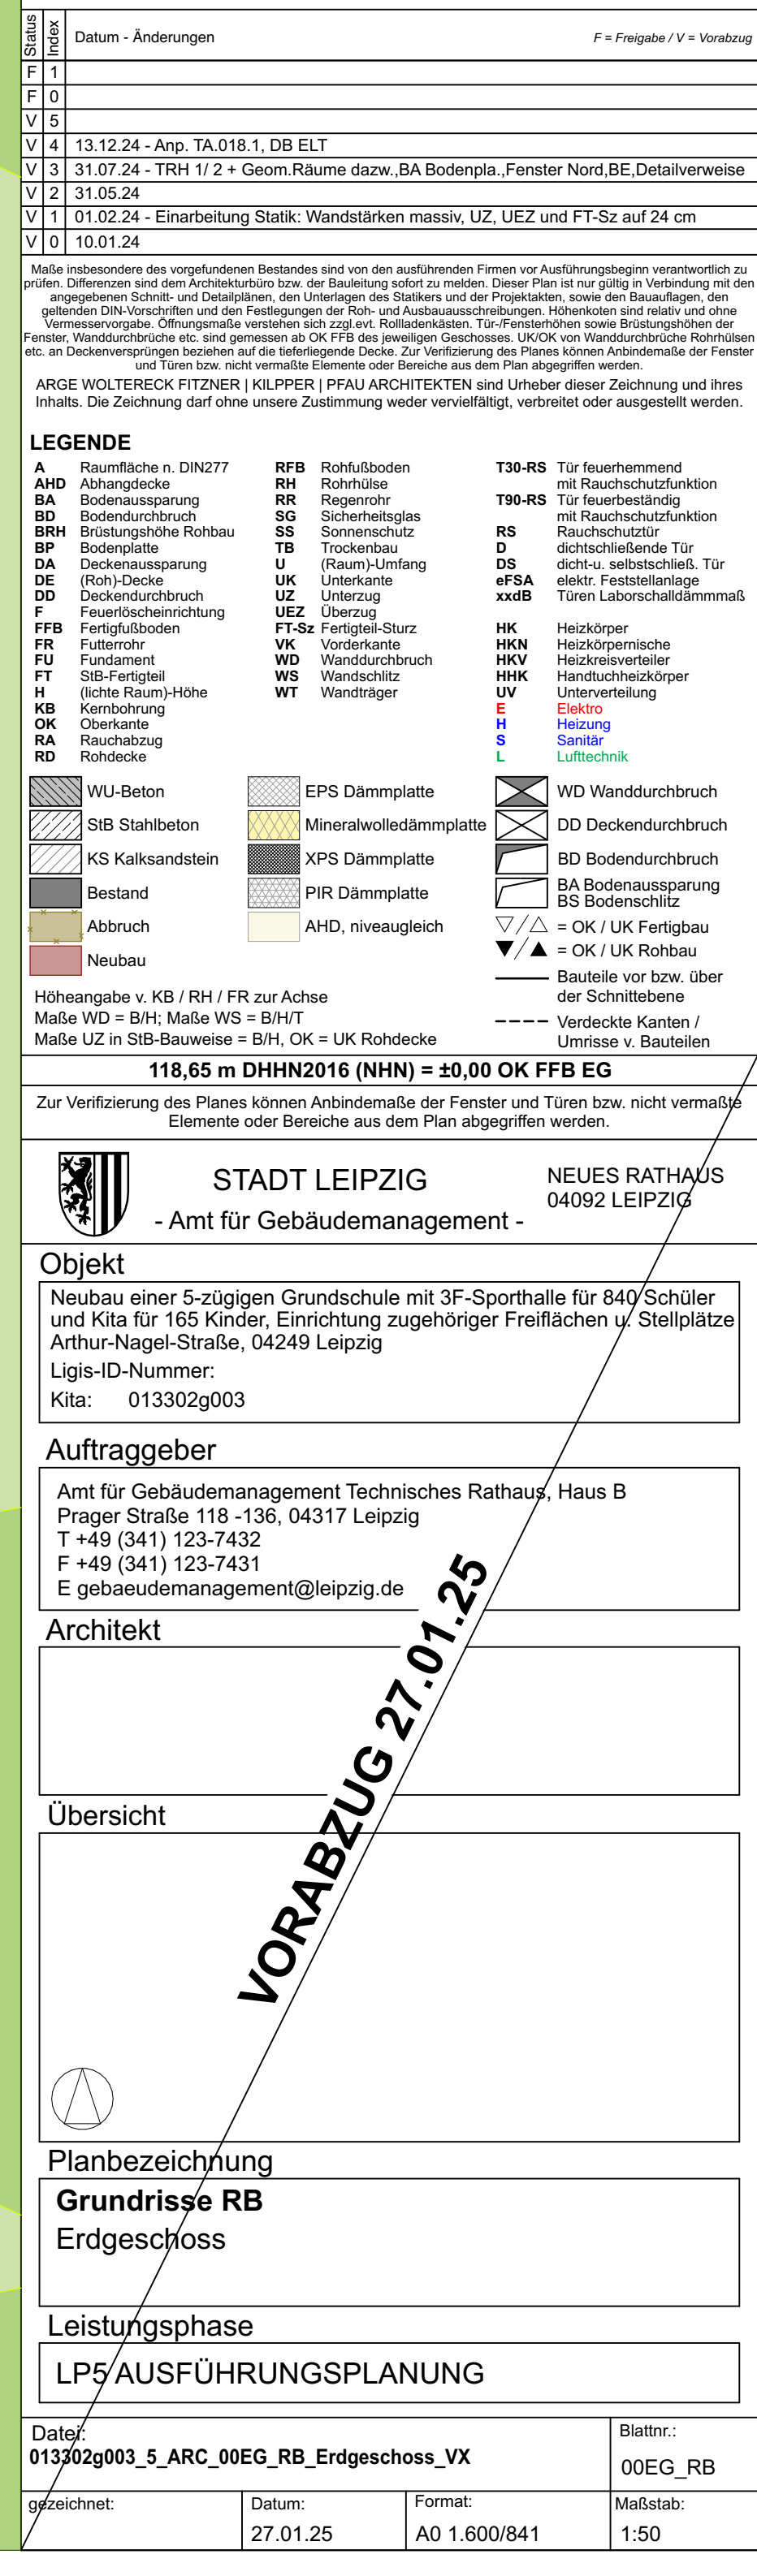 Status Index Datum - Änderungen F = Freigabe / V = Vorabzug
F 1
F 0
V 5
V 4 13.12.24 - Anp. TA.018.1, DB ELT
V 3 31.07.24 - TRH 1/ 2 + Geom.Räume dazw.,BA Bodenpla.,Fenster Nord,BE,Detailverweise
V 2 31.05.24
V 1 01.02.24 - Einarbeitung Statik: Wandstärken massiv, UZ, UEZ und FT-Sz auf 24 cm
V 0 10.01.24
Maße insbesondere des vorgefundenen Bestandes sind von den ausführenden Firmen vor Ausführungsbeginn verantwortlich zu
prüfen. Differenzen sind dem Architekturbüro bzw. der Bauleitung sofort zu melden. Dieser Plan ist nur gültig in Verbindung mit den
angegebenen Schnitt- und Detailplänen, den Unterlagen des Statikers und der Projektakten, sowie den Bauauflagen, den
geltenden DIN-Vorschriften und den Festlegungen der Roh- und Ausbauausschreibungen. Höhenkoten sind relativ und ohne
Vermesservorgabe. Öffnungsmaße verstehen sich zzgl.evt. Rollladenkästen. Tür-/Fensterhöhen sowie Brüstungshöhen der
Fenster, Wanddurchbrüche etc. sind gemessen ab OK FFB des jeweiligen Geschosses. UK/OK von Wanddurchbrüche Rohrhülsen
etc. an Deckenversprüngen beziehen auf die tieferliegende Decke. Zur Verifizierung des Planes können Anbindemaße der Fenster
und Türen bzw. nicht vermaßte Elemente oder Bereiche aus dem Plan abgegriffen werden.
ARGE WOLTERECK FITZNER | KILPPER | PFAU ARCHITEKTEN sind Urheber dieser Zeichnung und ihres
Inhalts. Die Zeichnung darf ohne unsere Zustimmung weder vervielfältigt, verbreitet oder ausgestellt werden.
LEGENDE
A Raumfläche n. DIN277
AHD Abhangdecke
BA Bodenaussparung
BD Bodendurchbruch
BRH Brüstungshöhe Rohbau
BP Bodenplatte
DA Deckenaussparung
DE (Roh)-Decke
DD Deckendurchbruch
F Feuerlöscheinrichtung
FFB Fertigfußboden
FR Futterrohr
FU Fundament
FT StB-Fertigteil
H (lichte Raum)-Höhe
KB Kernbohrung
OK Oberkante
RA Rauchabzug
RD Rohdecke
RFB Rohfußboden
RH Rohrhülse
RR Regenrohr
SG Sicherheitsglas
SS Sonnenschutz
TB Trockenbau
U (Raum)-Umfang
UK Unterkante
UZ Unterzug
UEZ Überzug
FT-Sz Fertigteil-Sturz
VK Vorderkante
WD Wanddurchbruch
WS Wandschlitz
WT Wandträger
T30-RS Tür feuerhemmend
mit Rauchschutzfunktion
T90-RS Tür feuerbeständig
mit Rauchschutzfunktion
RS Rauchschutztür
D dichtschließende Tür
DS dicht-u. selbstschließ. Tür
eFSA elektr. Feststellanlage
xxdB Türen Laborschalldämmmaß
HK Heizkörper
HKN Heizkörpernische
HKV Heizkreisverteiler
HHK Handtuchheizkörper
UV Unterverteilung
E Elektro
H Heizung
S Sanitär
L Lufttechnik
WU-Beton
StB Stahlbeton
KS Kalksandstein
Bestand
Abbruch
Neubau
EPS Dämmplatte
Mineralwolledämmplatte
XPS Dämmplatte
PIR Dämmplatte
AHD, niveaugleich
WD Wanddurchbruch
DD Deckendurchbruch
BD Bodendurchbruch
BA Bodenaussparung
BS Bodenschlitz
▽/△ = OK / UK Fertigbau
▼/▲ = OK / UK Rohbau
Bauteile vor bzw. über
der Schnittebene
Verdeckte Kanten /
Umrisse v. Bauteilen
Höheangabe v. KB / RH / FR zur Achse
Maße WD = B/H; Maße WS = B/H/T
Maße UZ in StB-Bauweise = B/H, OK = UK Rohdecke
118,65 m DHHN2016 (NHN) = ±0,00 OK FFB EG
Zur Verifizierung des Planes können Anbindemaße der Fenster und Türen bzw. nicht vermaßte
Elemente oder Bereiche aus dem Plan abgegriffen werden.
STADT LEIPZIG
- Amt für Gebäudemanagement -
NEUES RATHAUS
04092 LEIPZIG
Objekt
Neubau einer 5-zügigen Grundschule mit 3F-Sporthalle für 840 Schüler
und Kita für 165 Kinder, Einrichtung zugehöriger Freiflächen u. Stellplätze
Arthur-Nagel-Straße, 04249 Leipzig
Ligis-ID-Nummer:
Kita: 013302g003
Auftraggeber
Amt für Gebäudemanagement Technisches Rathaus, Haus B
Prager Straße 118 -136, 04317 Leipzig
T +49 (341) 123-7432
F +49 (341) 123-7431
E gebaeudemanagement@leipzig.de
Architekt
VORABZUG 27.01.25
Übersicht
Planbezeichnung
Grundrisse RB
Erdgeschoss
Leistungsphase
LP5 AUSFÜHRUNGSPLANUNG
Datei:
013302g003_5_ARC_00EG_RB_Erdgeschoss_VX
Blattnr.:
00EG_RB
gezeichnet:
Datum:
27.01.25
Format:
A0 1.600/841
Maßstab:
1:50